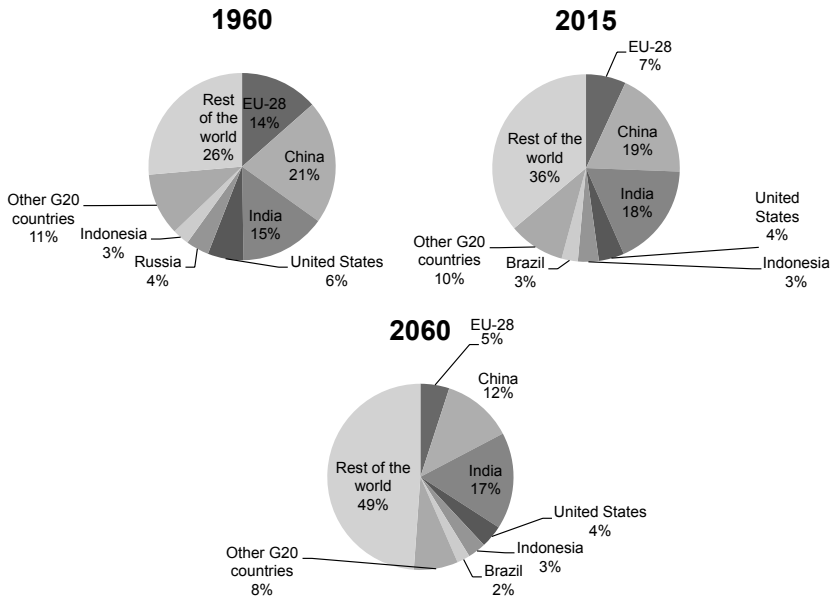 1960
EU-28
14%
China
21%
India
15%
United States
6%
Russia
4%
Indonesia
3%
Other G20
countries
11%
Rest
of the
world
26%
2015
EU-28
7%
China
19%
India
18%
United
States
4%
Indonesia
3%
Brazil
3%
Other G20
countries
10%
Rest of the
world
36%
2060
EU-28
5%
China
12%
India
17%
United States
4%
Indonesia
3%
Brazil
2%
Other G20
countries
8%
Rest of the
world
49%